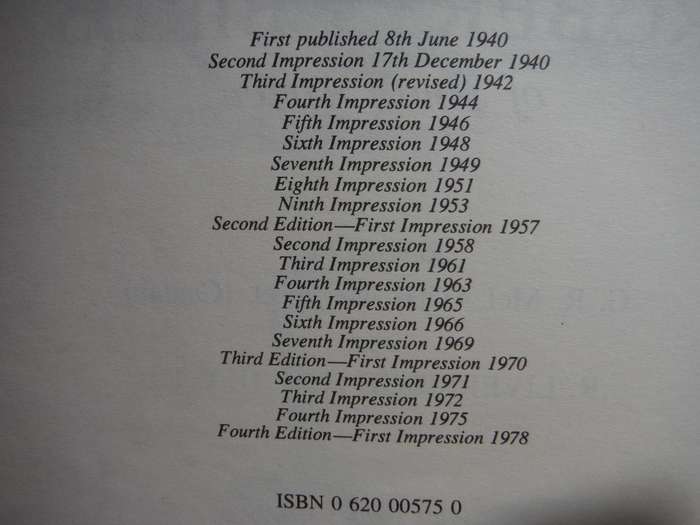 First published 8th June 1940
Second Impression 17th December 1940
Third Impression (revised) 1942
Fourth Impression 1944
Fifth Impression 1946
Sixth Impression 1948
Seventh Impression 1949
Eighth Impression 1951
Ninth Impression 1953
Second Edition—First Impression 1957
Second Impression 1958
Third Impression 1961
Fourth Impression 1963
Fifth Impression 1965
Sixth Impression 1966
Seventh Impression 1969
Third Edition—First Impression 1970
Second Impression 1971
Third Impression 1972
Fourth Impression 1975
Fourth Edition—First Impression 1978
ISBN 0 620 00575 0